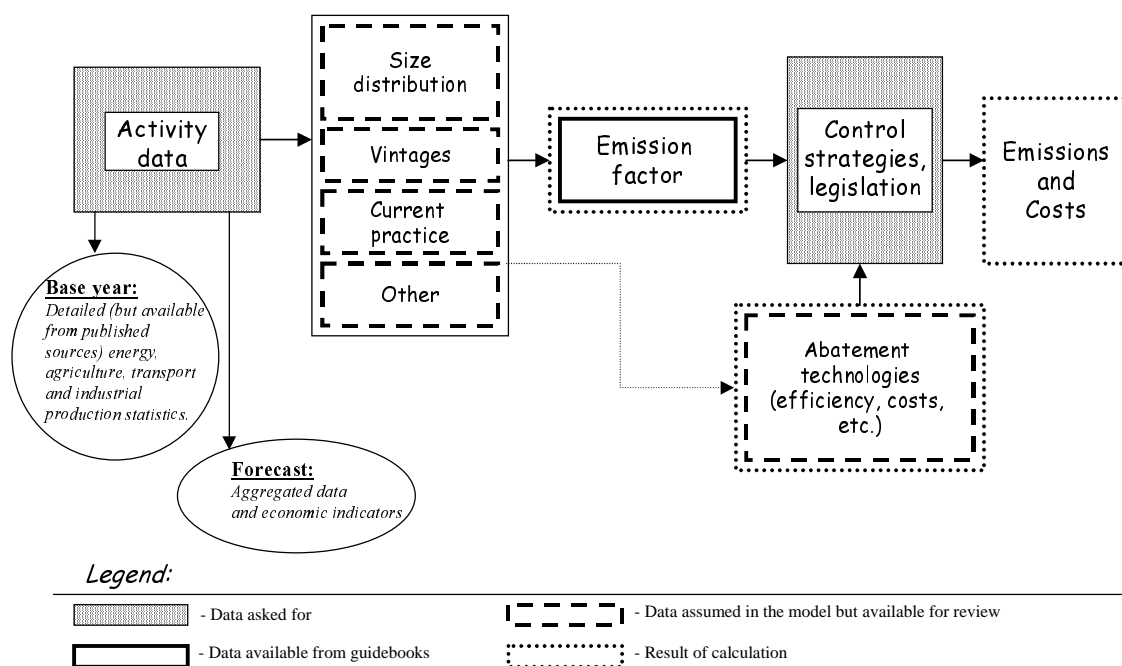 Activity
data
Size
distribution
Vintages
Current
practice
Other
Emission
factor
Control
strategies,
legislation
Emissions
and
Costs
Base year:
Detailed (but available
from published
sources) energy,
agriculture, transport
and industrial
production statistics.
Forecast:
Aggregated data
and economic indicators
Abatement
technologies
(efficiency, costs,
etc.)
Legend:
- Data asked for
- Data assumed in the model but available for review
- Data available from guidebooks
- Result of calculation